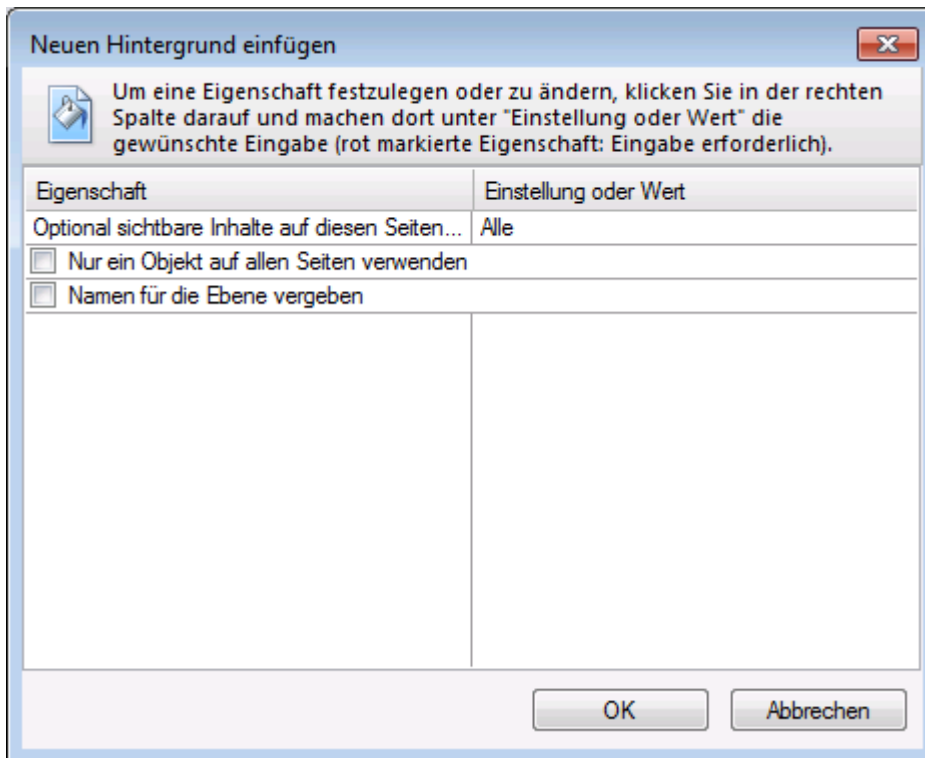 Neuen Hintergrund einfügen
Um eine Eigenschaft festzulegen oder zu ändern, klicken Sie in der rechten
Spalte darauf und machen dort unter "Einstellung oder Wert" die
gewünschte Eingabe (rot markierte Eigenschaft: Eingabe erforderlich).
Eigenschaft Einstellung oder Wert
Optional sichtbare Inhalte auf diesen Seiten... Alle
Nur ein Objekt auf allen Seiten verwenden
Namen für die Ebene vergeben
OK Abbrechen